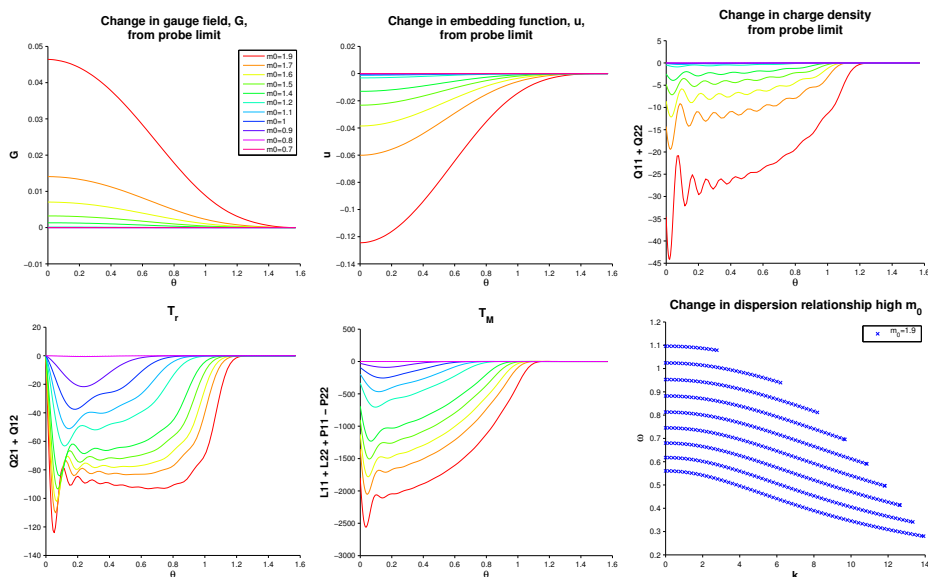 Change in gauge field, G,
from probe limit
0.05
0.04
0.03
0.02
0.01
0
−0.01
G
0 0.2 0.4 0.6 0.8 1 1.2 1.4 1.6
θ
m0=1.9
m0=1.7
m0=1.6
m0=1.5
m0=1.4
m0=1.2
m0=1.1
m0=1
m0=0.9
m0=0.8
m0=0.7
Change in embedding function, u,
from probe limit
0.02
0
−0.02
−0.04
−0.06
−0.08
−0.1
−0.12
−0.14
u
0 0.2 0.4 0.6 0.8 1 1.2 1.4 1.6
θ
Change in charge density
from probe limit
5
0
−5
−10
−15
−20
−25
−30
−35
−40
−45
Q11 + Q22
0 0.2 0.4 0.6 0.8 1 1.2 1.4 1.6
θ
T_r
20
0
−20
−40
−60
−80
−100
−120
−140
Q21 + Q12
0 0.2 0.4 0.6 0.8 1 1.2 1.4 1.6
θ
T_M
500
0
−500
−1000
−1500
−2000
−2500
−3000
L11 + L22 + P11 − P22
0 0.2 0.4 0.6 0.8 1 1.2 1.4 1.6
θ
Change in dispersion relationship high m_0
m_0=1.9
1.2
1.1
1
0.9
0.8
0.7
0.6
0.5
0.4
0.3
0.2
ω
0 2 4 6 8 10 12 14
k